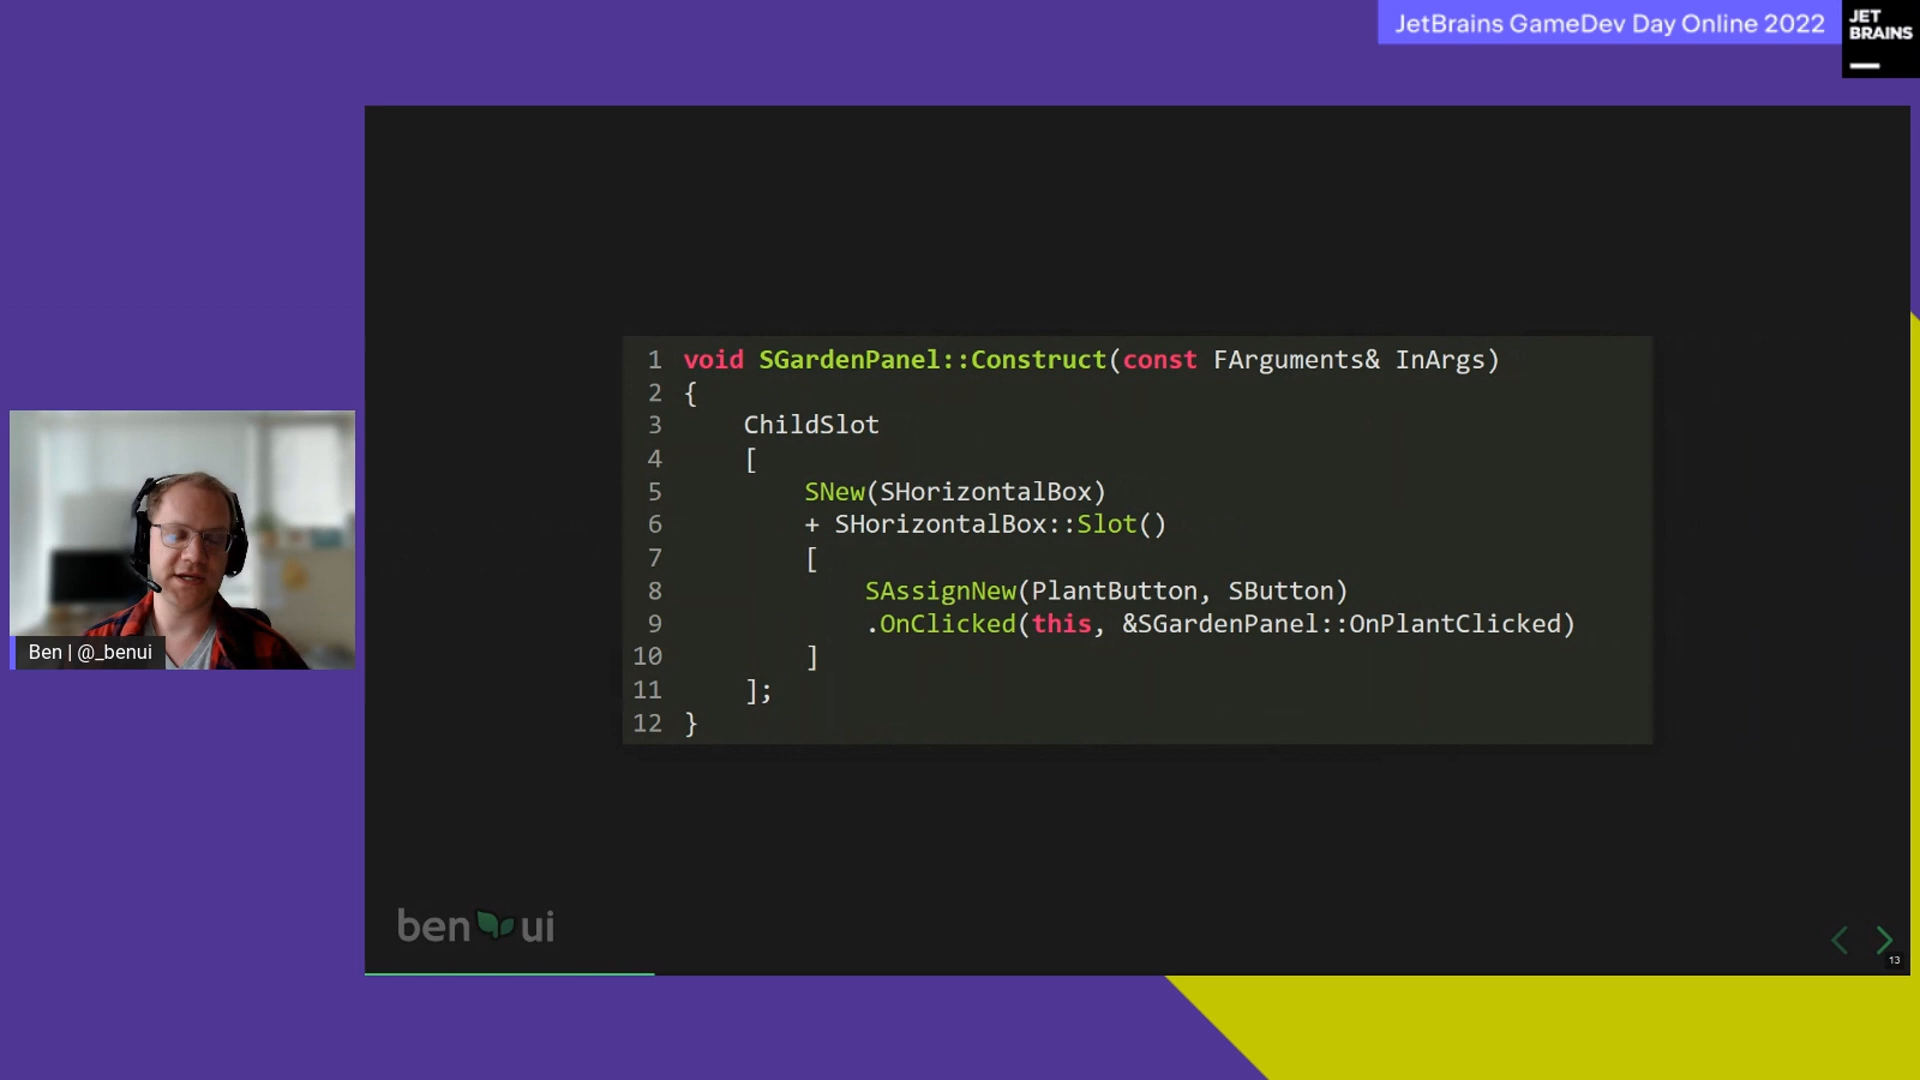 JetBrains GameDev Day Online 2022
JET
BRAINS
1 void SGardenPanel::Construct(const FArguments& InArgs)
2 {
3     ChildSlot
4     [
5         SNew(SHorizontalBox)
6         + SHorizontalBox::Slot()
7         [
8             SAssignNew(PlantButton, SButton)
9             .OnClicked(this, &SGardenPanel::OnPlantClicked)
10         ]
11     ];
12 }
Ben | @_benui
ben ui
13